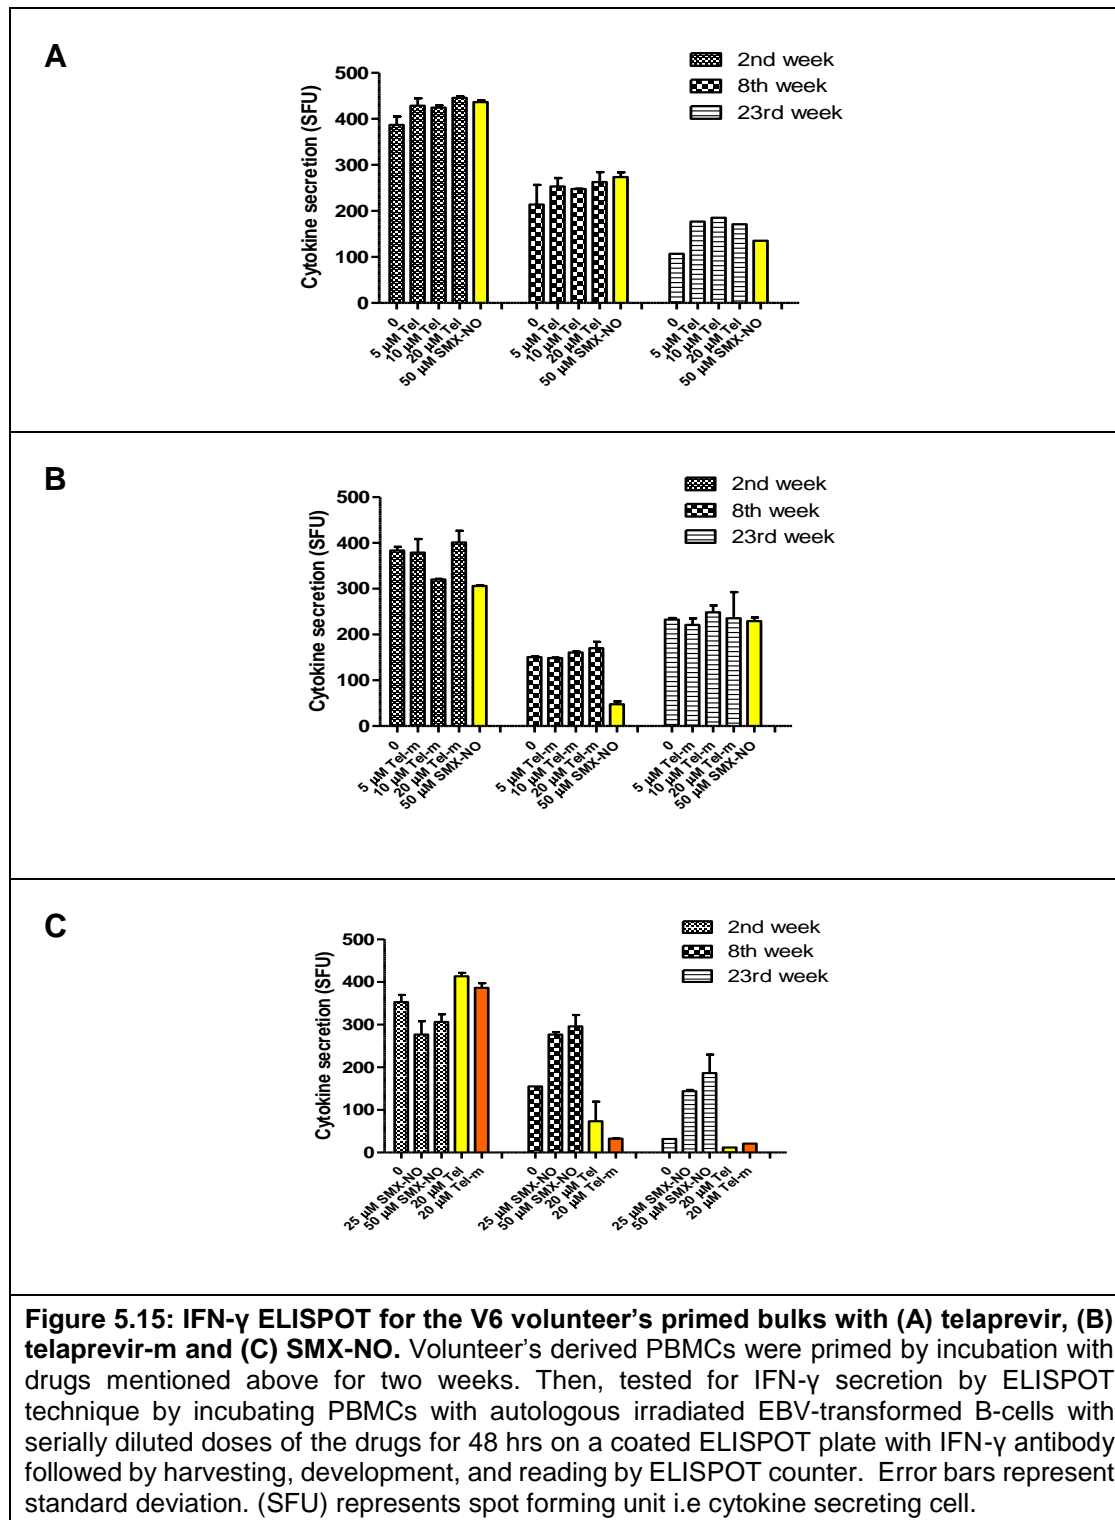 A
2nd week
8th week
23rd week
Cytokine secretion (SFU)
500
400
300
200
100
0
0
5 µM Tel
10 µM Tel
20 µM Tel
50 µM SMX-NO
0
5 µM Tel
10 µM Tel
20 µM Tel
50 µM SMX-NO
0
5 µM Tel
10 µM Tel
20 µM Tel
50 µM SMX-NO
B
2nd week
8th week
23rd week
Cytokine secretion (SFU)
500
400
300
200
100
0
0
5 µM Tel-m
10 µM Tel-m
20 µM Tel-m
50 µM SMX-NO
0
5 µM Tel-m
10 µM Tel-m
20 µM Tel-m
50 µM SMX-NO
0
5 µM Tel-m
10 µM Tel-m
20 µM Tel-m
50 µM SMX-NO
C
2nd week
8th week
23rd week
Cytokine secretion (SFU)
500
400
300
200
100
0
0
25 µM SMX-NO
50 µM SMX-NO
20 µM Tel
20 µM Tel-m
0
25 µM SMX-NO
50 µM SMX-NO
20 µM Tel
20 µM Tel-m
0
25 µM SMX-NO
50 µM SMX-NO
20 µM Tel
20 µM Tel-m
Figure 5.15: IFN-γ ELISPOT for the V6 volunteer's primed bulks with (A) telaprevir, (B)
telaprevir-m and (C) SMX-NO. Volunteer's derived PBMCs were primed by incubation with
drugs mentioned above for two weeks. Then, tested for IFN-γ secretion by ELISPOT
technique by incubating PBMCs with autologous irradiated EBV-transformed B-cells with
serially diluted doses of the drugs for 48 hrs on a coated ELISPOT plate with IFN-γ antibody
followed by harvesting, development, and reading by ELISPOT counter. Error bars represent
standard deviation. (SFU) represents spot forming unit i.e cytokine secreting cell.